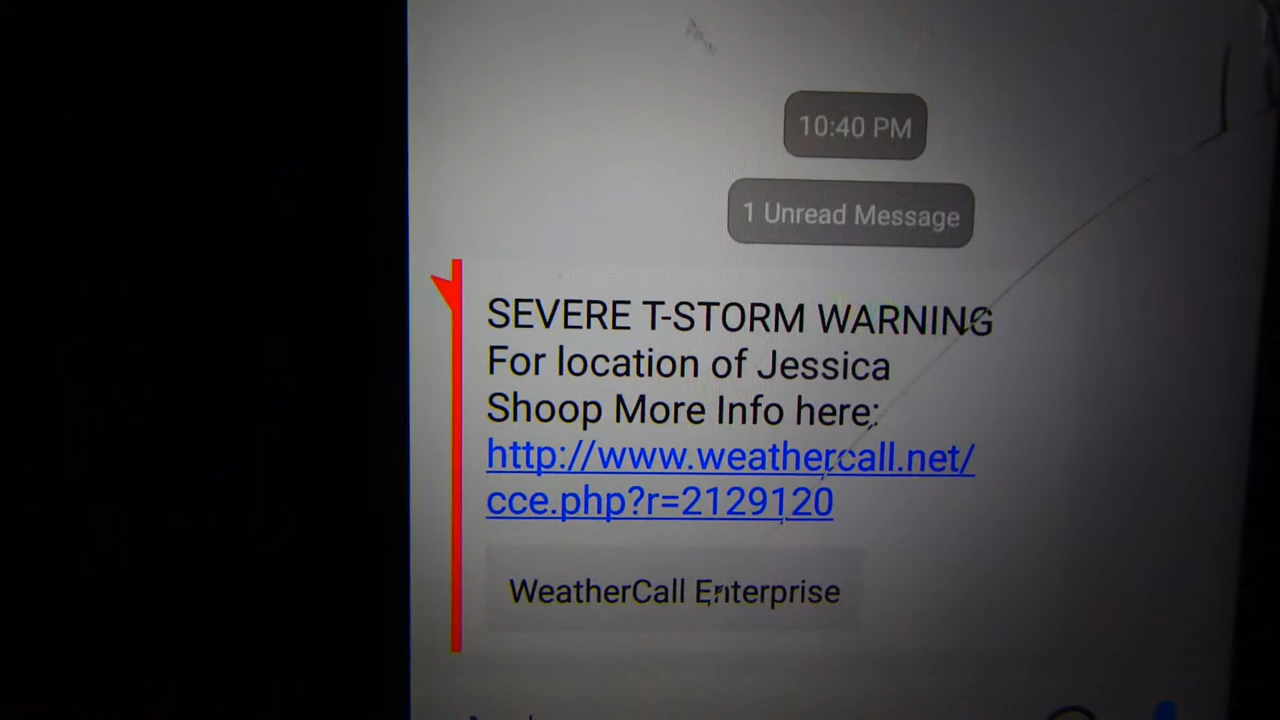 10:40 PM
1 Unread Message
SEVERE T-STORM WARNING
For location of Jessica
Shoop More Info here:
http://www.weathercall.net/
cce.php?r=2129120
WeatherCall Enterprise